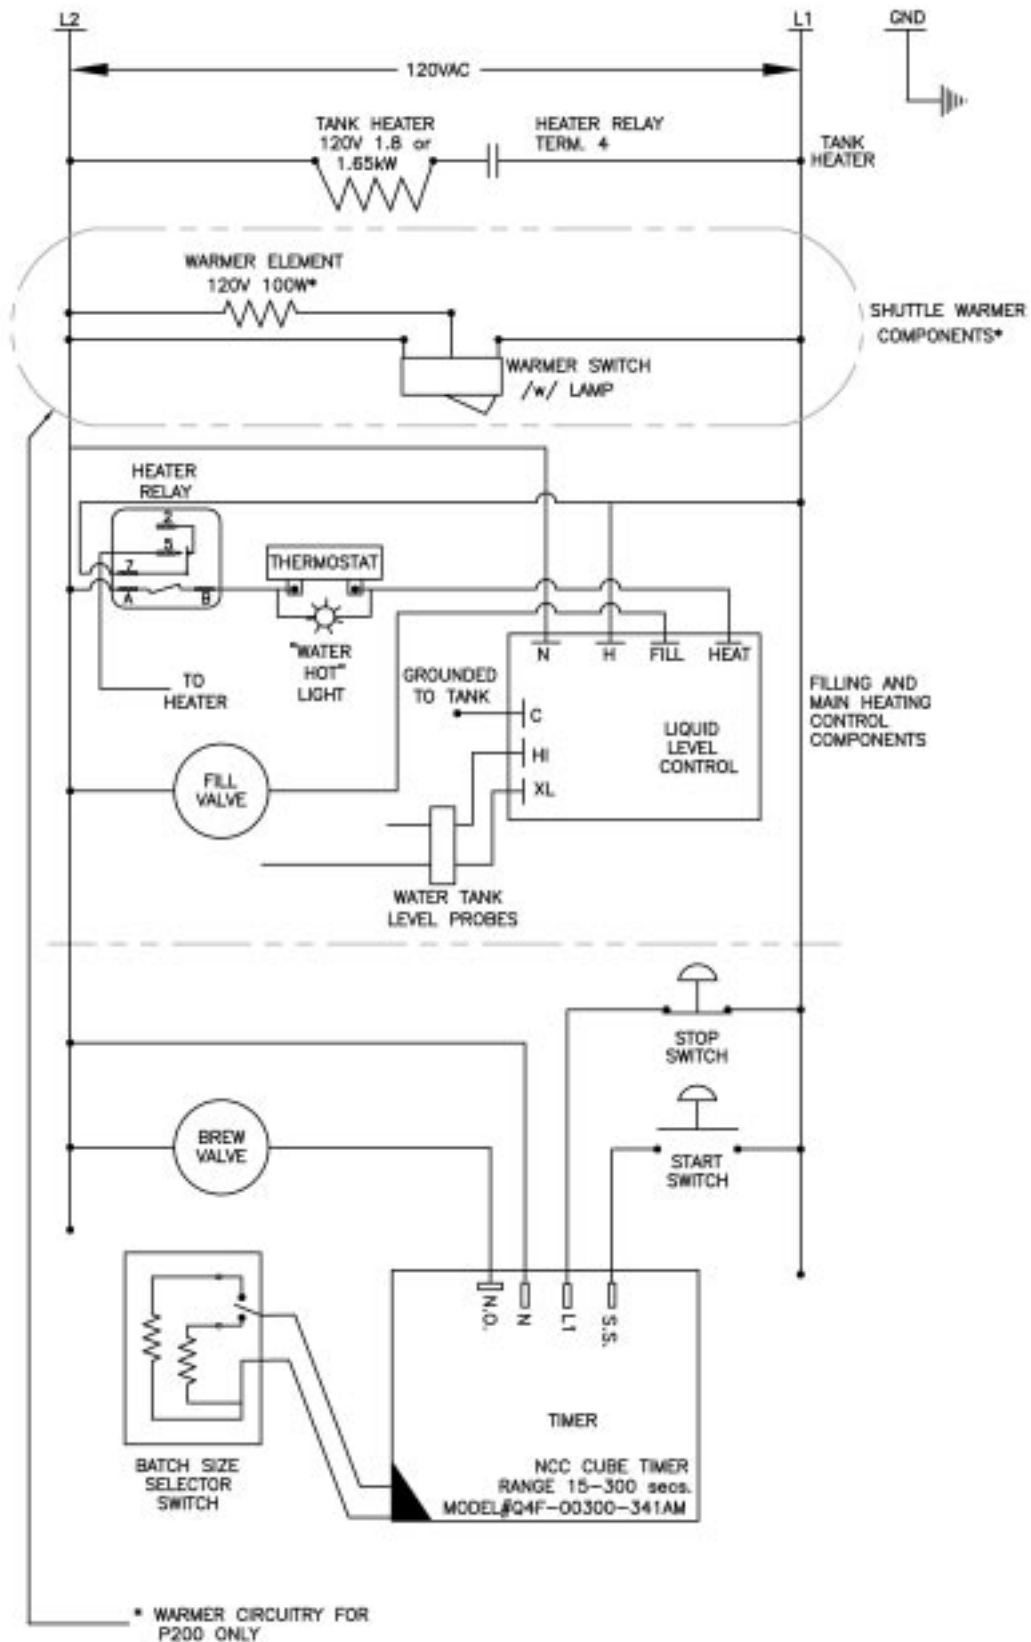 L2
L1
GND
120VAC
TANK HEATER
120V 1.8 or
1.65kW
HEATER RELAY
TERM. 4
TANK
HEATER
WARMER ELEMENT
120V 100W*
SHUTTLE WARMER
COMPONENTS*
WARMER SWITCH
/w/ LAMP
HEATER
RELAY
2
5
7
A
B
THERMOSTAT
"WATER
HOT"
LIGHT
TO
HEATER
GROUNDED
TO TANK
N
H
FILL
HEAT
C
HI
XL
LIQUID
LEVEL
CONTROL
FILLING AND
MAIN HEATING
CONTROL
COMPONENTS
FILL
VALVE
WATER TANK
LEVEL PROBES
STOP
SWITCH
START
SWITCH
BREW
VALVE
N.O.
N
L1
S.S.
TIMER
NCC CUBE TIMER
RANGE 15-300 secs.
MODEL#Q4F-00300-341AM
BATCH SIZE
SELECTOR
SWITCH
* WARMER CIRCUITRY FOR
P200 ONLY